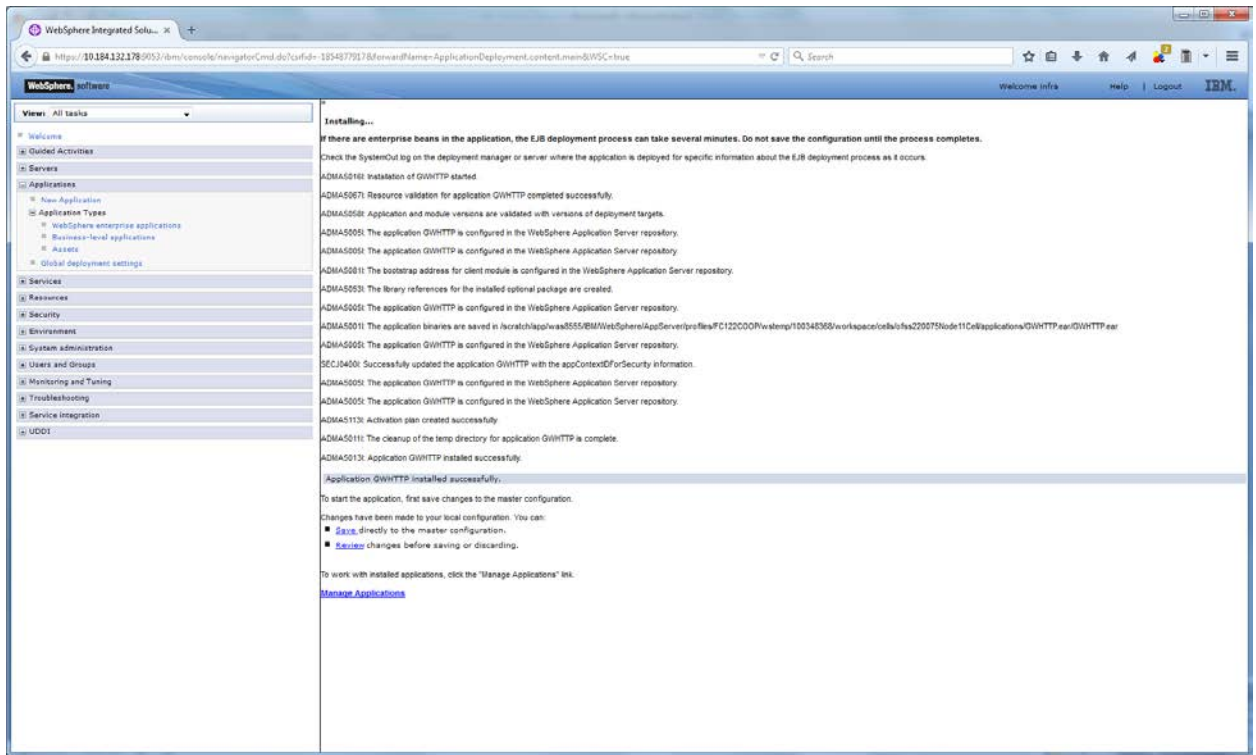 WebSphere Integrated Solu...
https://10.184.132.178:9053/ibm/console/navigatorCmd.do?csrfid=-1854877917&forwardName=ApplicationDeployment.content.main&WSC=true
Search
WebSphere. software
Welcome infra
Help | Logout
IBM.
View: All tasks
Welcome
Guided Activities
Servers
Applications
New Application
Application Types
WebSphere enterprise applications
Business-level applications
Assets
Global deployment settings
Services
Resources
Security
Environment
System administration
Users and Groups
Monitoring and Tuning
Troubleshooting
Service integration
UDDI
Installing...
If there are enterprise beans in the application, the EJB deployment process can take several minutes. Do not save the configuration until the process completes.
Check the SystemOut.log on the deployment manager or server where the application is deployed for specific information about the EJB deployment process as it occurs.
ADMA5016I: Installation of GWHTTP started.
ADMA5067I: Resource validation for application GWHTTP completed successfully.
ADMA5058I: Application and module versions are validated with versions of deployment targets.
ADMA5005I: The application GWHTTP is configured in the WebSphere Application Server repository.
ADMA5005I: The application GWHTTP is configured in the WebSphere Application Server repository.
ADMA5081I: The bootstrap address for client module is configured in the WebSphere Application Server repository.
ADMA5053I: The library references for the installed optional package are created.
ADMA5005I: The application GWHTTP is configured in the WebSphere Application Server repository.
ADMA5001I: The application binaries are saved in /scratch/app/was8555/IBM/WebSphere/AppServer/profiles/FC122COOP/wstemp/100348368/workspace/cells/ofss220075Node11Cell/applications/GWHTTP.ear/GWHTTP.ear
ADMA5005I: The application GWHTTP is configured in the WebSphere Application Server repository.
SECJ0400I: Successfully updated the application GWHTTP with the appContextIDForSecurity information.
ADMA5005I: The application GWHTTP is configured in the WebSphere Application Server repository.
ADMA5005I: The application GWHTTP is configured in the WebSphere Application Server repository.
ADMA5113I: Activation plan created successfully.
ADMA5011I: The cleanup of the temp directory for application GWHTTP is complete.
ADMA5013I: Application GWHTTP installed successfully.
Application GWHTTP installed successfully.
To start the application, first save changes to the master configuration.
Changes have been made to your local configuration. You can:
Save directly to the master configuration.
Review changes before saving or discarding.
To work with installed applications, click the "Manage Applications" link.
Manage Applications